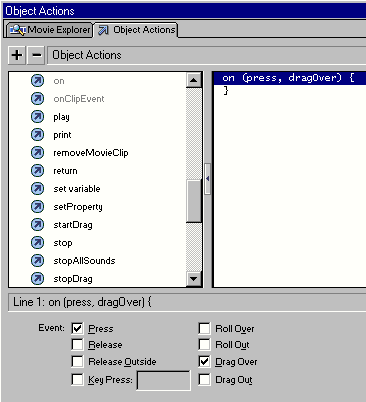 Object Actions
Movie Explorer
Object Actions
+ − Object Actions
on
onClipEvent
play
print
removeMovieClip
return
set variable
setProperty
startDrag
stop
stopAllSounds
stopDrag
on (press, dragOver) {
}
Line 1: on (press, dragOver) {
Event:
Press
Release
Release Outside
Key Press:
Roll Over
Roll Out
Drag Over
Drag Out